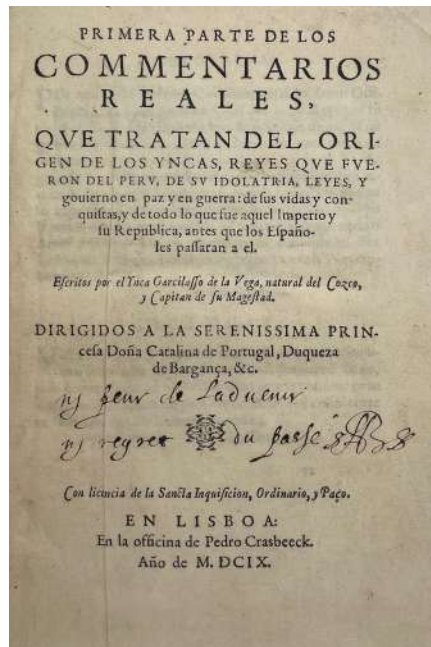 PRIMERA PARTE DE LOS
COMMENTARIOS
REALES,
QVE TRATAN DEL ORI-
GEN DE LOS YNCAS, REYES QVE FVE-
RON DEL PERV, DE SV IDOLATRIA, LEYES, Y
gouierno en paz y en guerra: de ſus vidas y con-
quiſtas, y de todo lo que fue aquel Imperio y
ſu Republica, antes que los Eſpaño-
les paſſaran a el.
Eſcritos por el Ynca Garcilaſſo de la Vega, natural del Cozco,
y Capitan de ſu Mageſtad.
DIRIGIDOS A LA SERENISSIMA PRIN-
ceſa Doña Catalina de Portugal, Duqueza
de Bargança, &c.
ny peur de Laduenir
ny regret du paſſé
Con licencia de la Sancta Inquiſicion, Ordinario, y Paço.
EN LISBOA:
En la officina de Pedro Crasbeeck.
Año de M. DCIX.